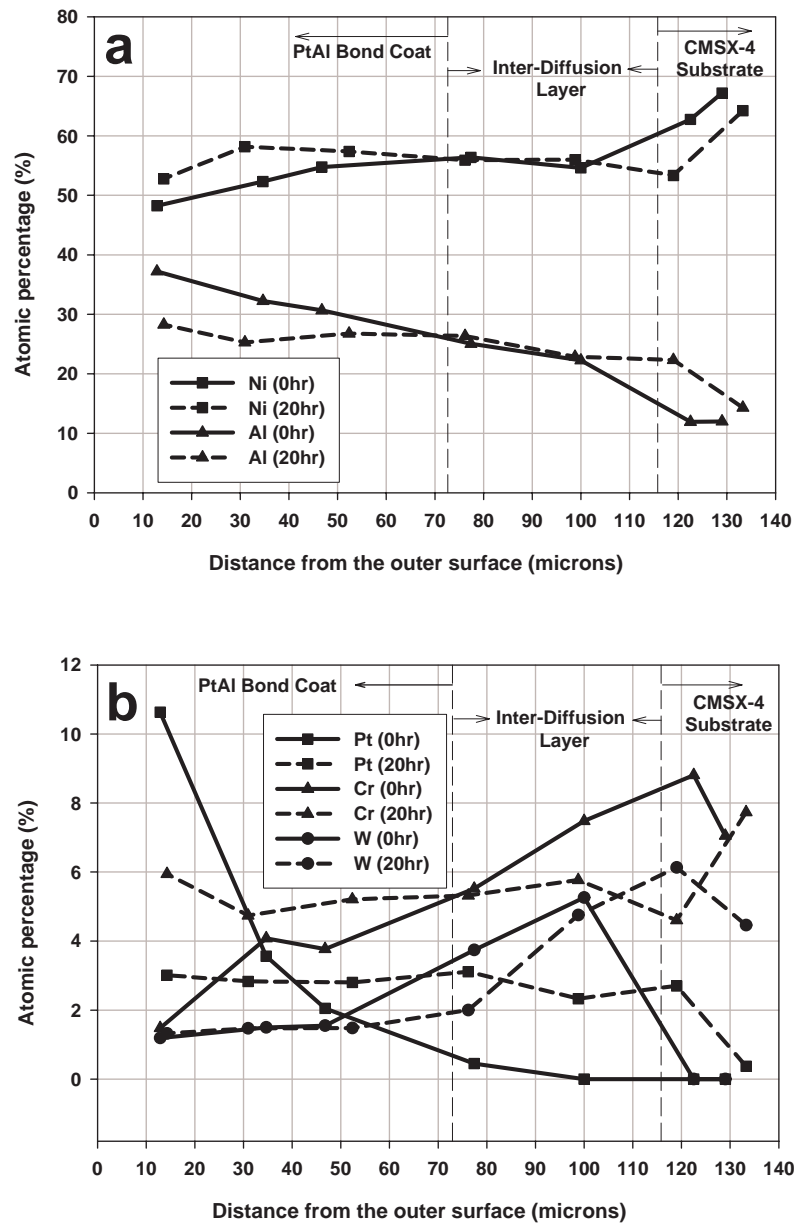 a
PtAl Bond Coat
Inter-Diffusion
Layer
CMSX-4
Substrate
80
70
60
50
40
30
20
10
0
Atomic percentage (%)
Ni (0hr)
Ni (20hr)
Al (0hr)
Al (20hr)
0 10 20 30 40 50 60 70 80 90 100 110 120 130 140
Distance from the outer surface (microns)
b
PtAl Bond Coat
Inter-Diffusion
Layer
CMSX-4
Substrate
12
10
8
6
4
2
0
Atomic percentage (%)
Pt (0hr)
Pt (20hr)
Cr (0hr)
Cr (20hr)
W (0hr)
W (20hr)
0 10 20 30 40 50 60 70 80 90 100 110 120 130 140
Distance from the outer surface (microns)